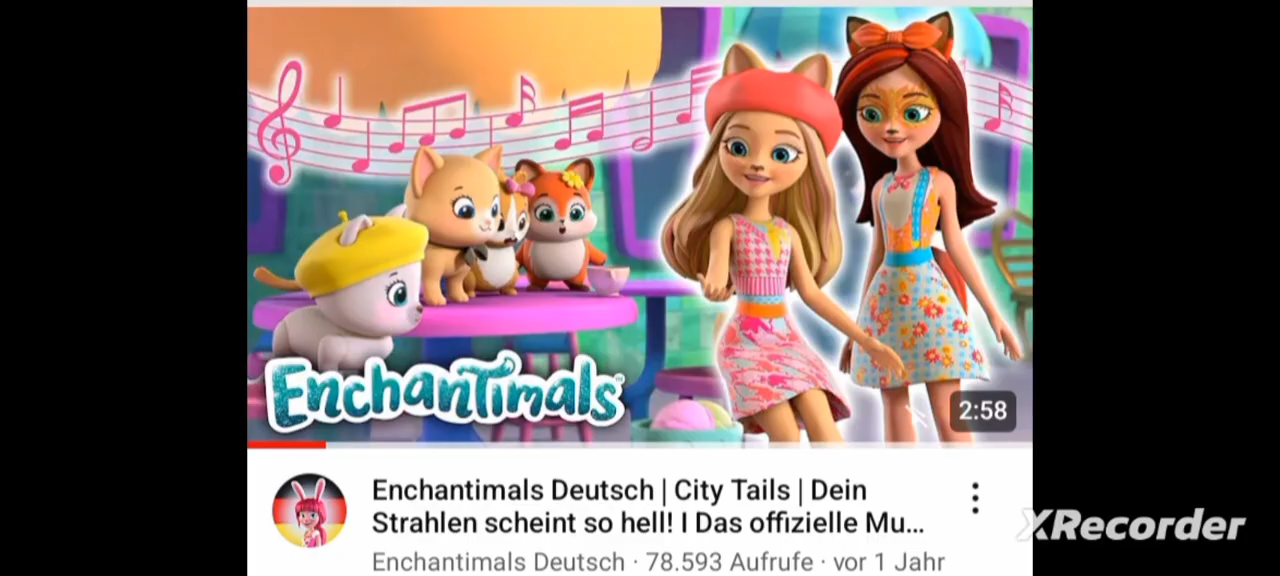 Enchantimals™
2:58
Enchantimals Deutsch | City Tails | Dein
Strahlen scheint so hell! I Das offizielle Mu...
Enchantimals Deutsch · 78.593 Aufrufe · vor 1 Jahr
XRecorder